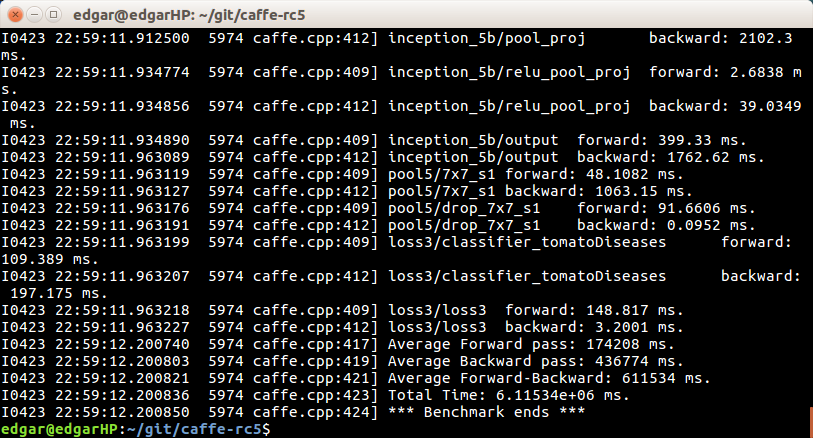 edgar@edgarHP: ~/git/caffe-rc5
I0423 22:59:11.912500  5974 caffe.cpp:412] inception_5b/pool_proj       backward: 2102.3
ms.
I0423 22:59:11.934774  5974 caffe.cpp:409] inception_5b/relu_pool_proj  forward: 2.6838 m
s.
I0423 22:59:11.934856  5974 caffe.cpp:412] inception_5b/relu_pool_proj  backward: 39.0349
 ms.
I0423 22:59:11.934890  5974 caffe.cpp:409] inception_5b/output  forward: 399.33 ms.
I0423 22:59:11.963089  5974 caffe.cpp:412] inception_5b/output  backward: 1762.62 ms.
I0423 22:59:11.963119  5974 caffe.cpp:409] pool5/7x7_s1 forward: 48.1082 ms.
I0423 22:59:11.963127  5974 caffe.cpp:412] pool5/7x7_s1 backward: 1063.15 ms.
I0423 22:59:11.963176  5974 caffe.cpp:409] pool5/drop_7x7_s1    forward: 91.6606 ms.
I0423 22:59:11.963191  5974 caffe.cpp:412] pool5/drop_7x7_s1    backward: 0.0952 ms.
I0423 22:59:11.963199  5974 caffe.cpp:409] loss3/classifier_tomatoDiseases      forward:
109.389 ms.
I0423 22:59:11.963207  5974 caffe.cpp:412] loss3/classifier_tomatoDiseases      backward:
 197.175 ms.
I0423 22:59:11.963218  5974 caffe.cpp:409] loss3/loss3  forward: 148.817 ms.
I0423 22:59:11.963227  5974 caffe.cpp:412] loss3/loss3  backward: 3.2001 ms.
I0423 22:59:12.200740  5974 caffe.cpp:417] Average Forward pass: 174208 ms.
I0423 22:59:12.200803  5974 caffe.cpp:419] Average Backward pass: 436774 ms.
I0423 22:59:12.200821  5974 caffe.cpp:421] Average Forward-Backward: 611534 ms.
I0423 22:59:12.200836  5974 caffe.cpp:423] Total Time: 6.11534e+06 ms.
I0423 22:59:12.200850  5974 caffe.cpp:424] *** Benchmark ends ***
edgar@edgarHP:~/git/caffe-rc5$